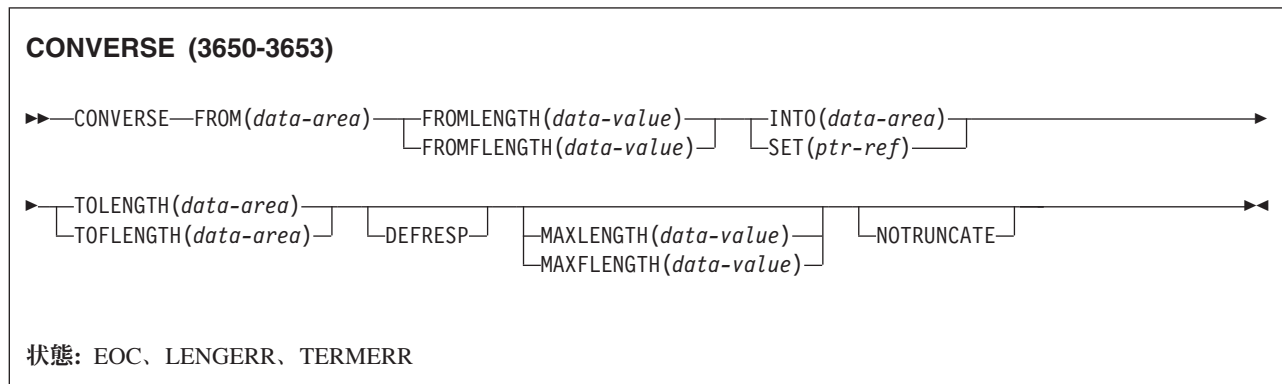 CONVERSE (3650-3653)
CONVERSE FROM(data-area) FROMLENGTH(data-value) INTO(data-area)
FROMFLENGTH(data-value) SET(ptr-ref)
TOLENGTH(data-area)
TOFLENGTH(data-area) DEFRESP MAXLENGTH(data-value) NOTRUNCATE
MAXFLENGTH(data-value)
状態: EOC、LENGERR、TERMERR